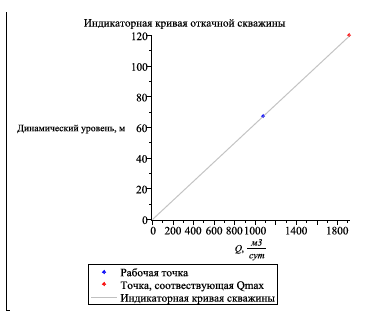 Индикаторная кривая откачной скважины
120
100
80
60
40
20
0
Динамический уровень, м
0 200 400 600 800 1000 1400 1800
Q, м3/сут
Рабочая точка
Точка, соотвествующая Qmax
Индикаторная кривая скважины